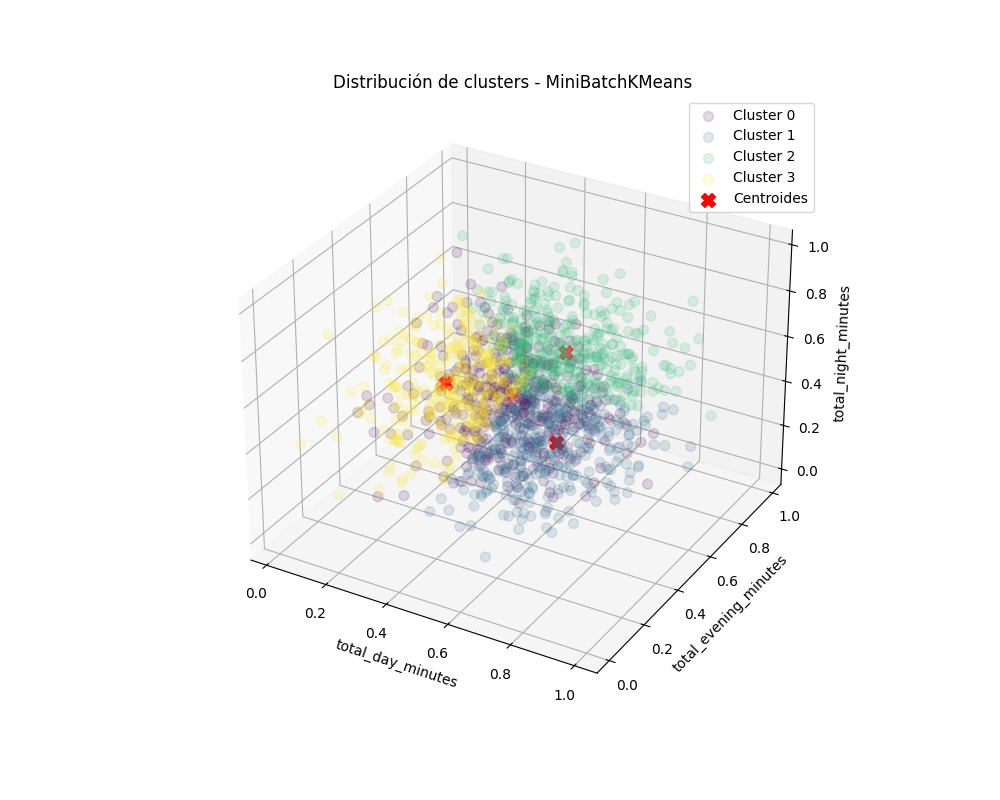 Distribución de clusters - MiniBatchKMeans
Cluster 0
Cluster 1
Cluster 2
Cluster 3
Centroides
1.0
0.8
0.6
0.4
0.2
0.0
total_night_minutes
1.0
0.8
0.6
0.4
0.2
0.0
total_evening_minutes
0.0
0.2
0.4
0.6
0.8
1.0
total_day_minutes